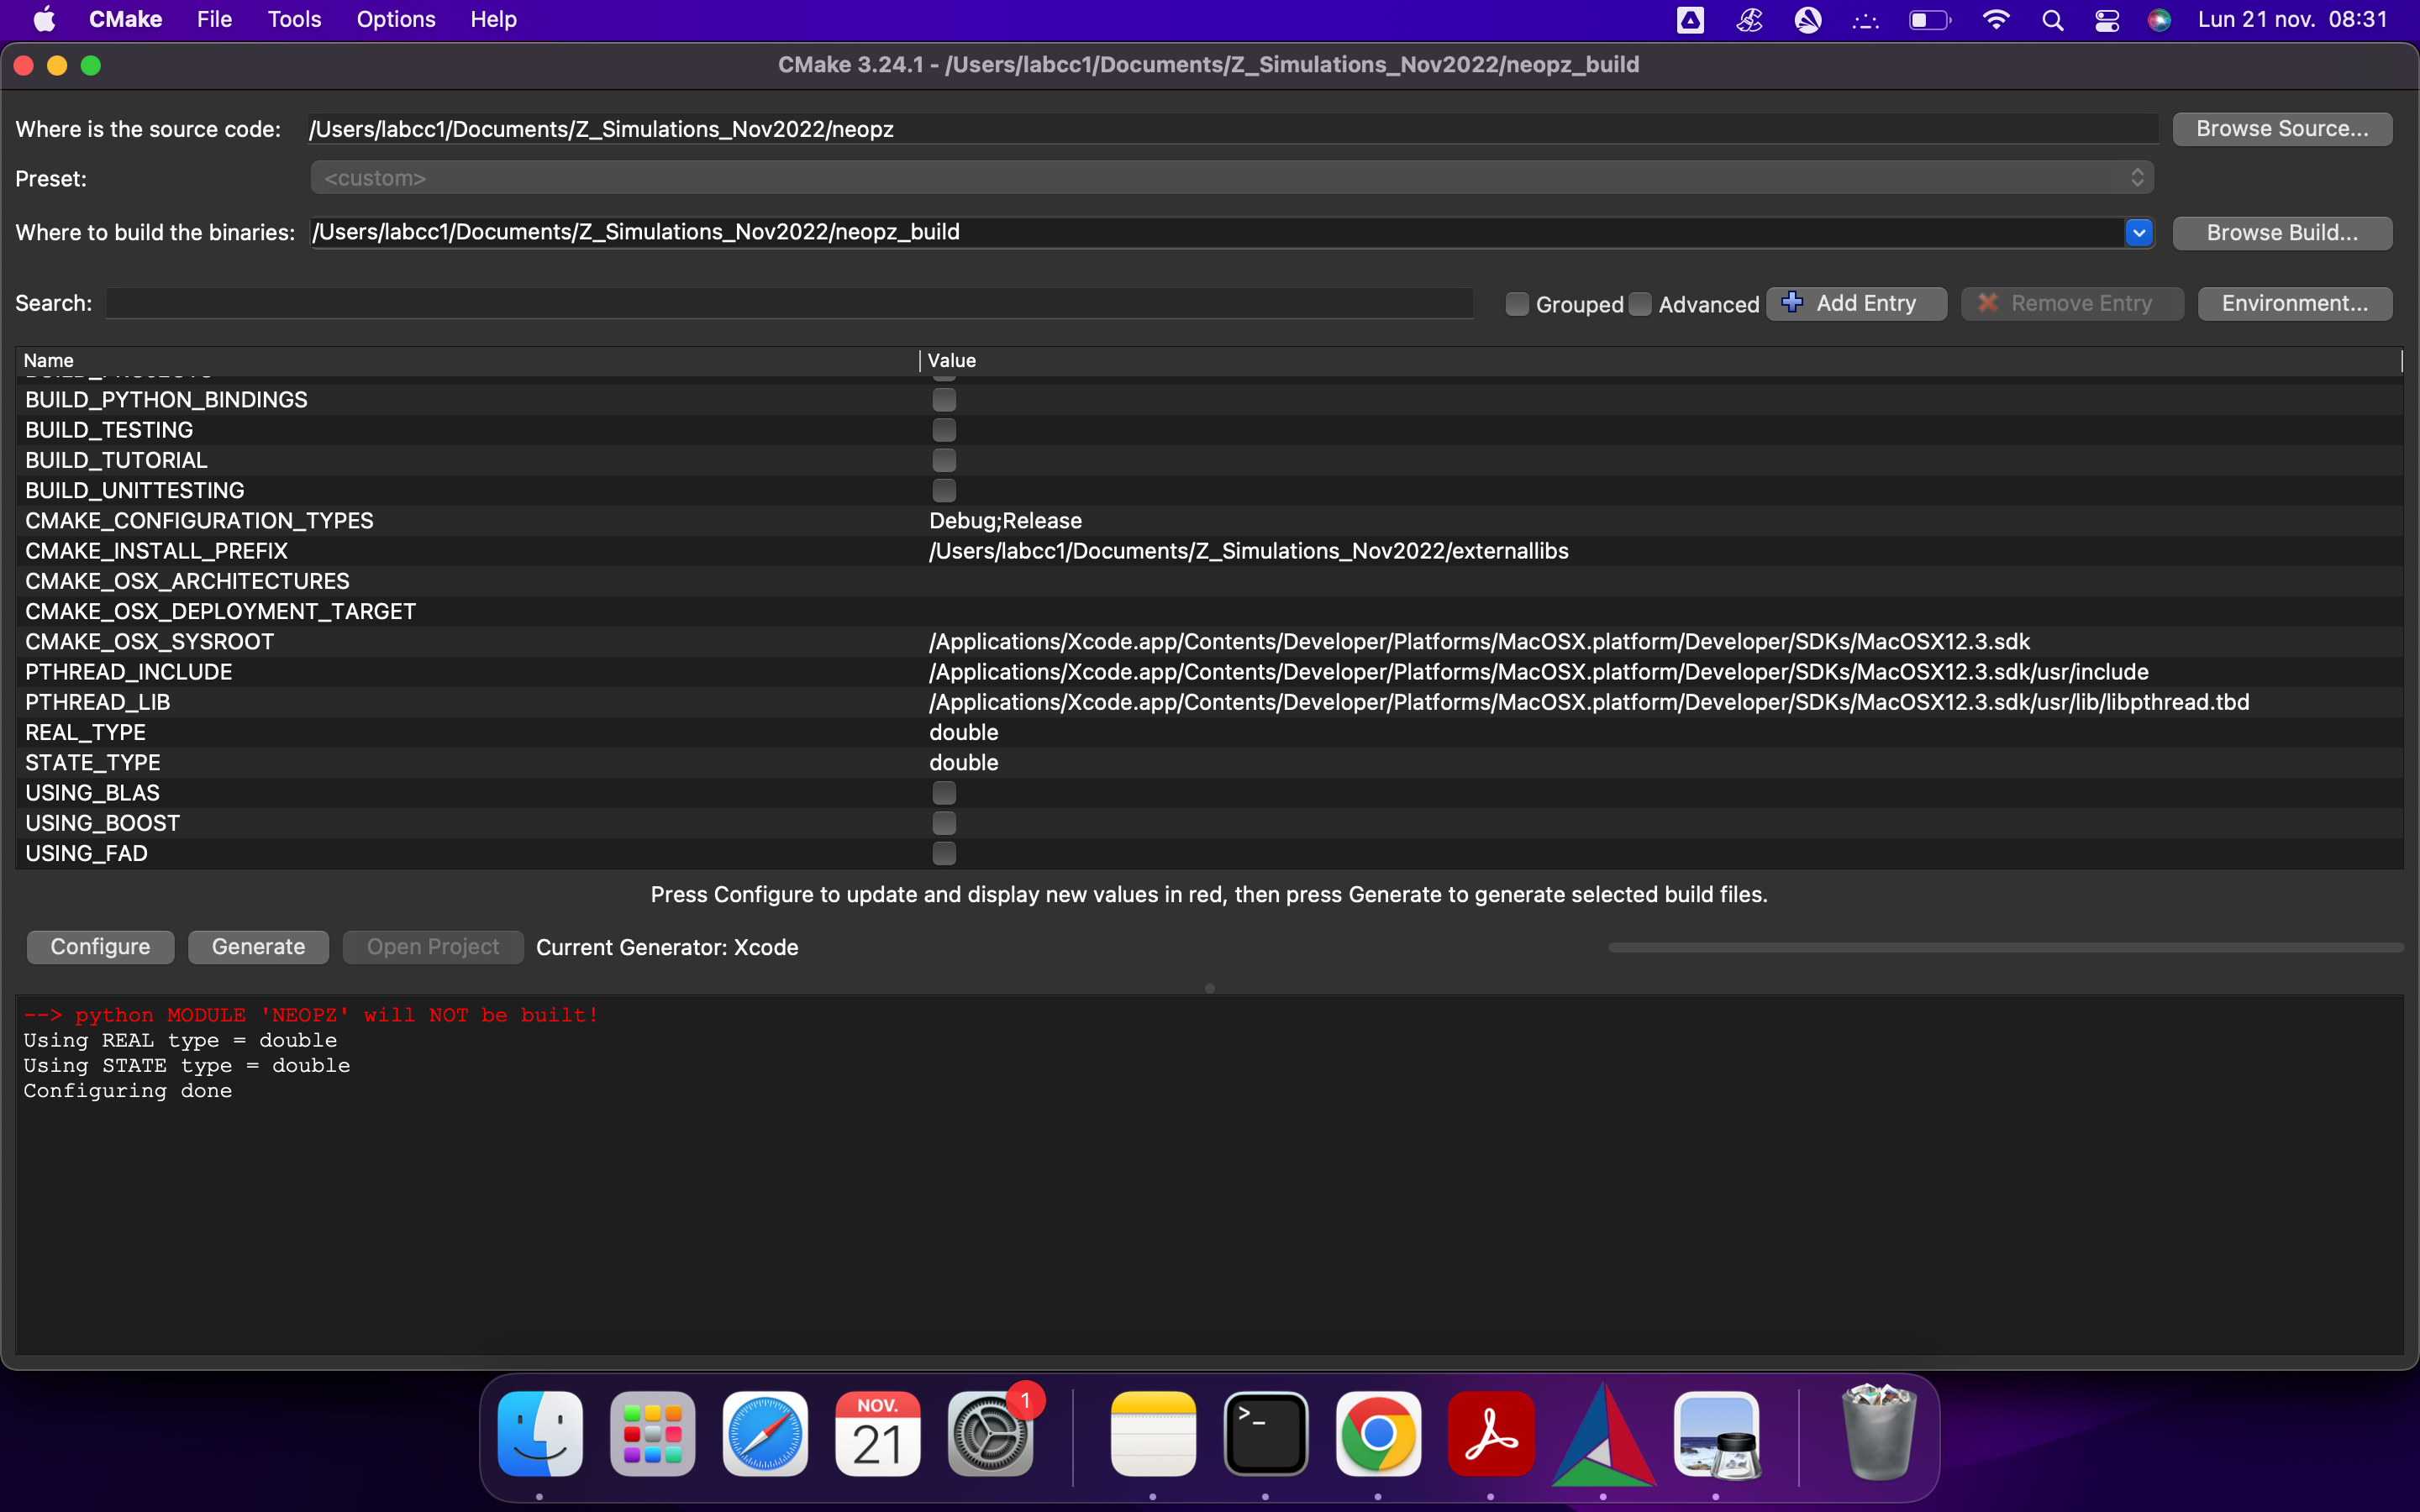 CMake File Tools Options Help Lun 21 nov. 08:31
CMake 3.24.1 - /Users/labcc1/Documents/Z_Simulations_Nov2022/neopz_build
Where is the source code: /Users/labcc1/Documents/Z_Simulations_Nov2022/neopz Browse Source...
Preset: <custom>
Where to build the binaries: /Users/labcc1/Documents/Z_Simulations_Nov2022/neopz_build Browse Build...
Search: Grouped Advanced Add Entry Remove Entry Environment...
Name Value
BUILD_PYTHON_BINDINGS
BUILD_TESTING
BUILD_TUTORIAL
BUILD_UNITTESTING
CMAKE_CONFIGURATION_TYPES Debug;Release
CMAKE_INSTALL_PREFIX /Users/labcc1/Documents/Z_Simulations_Nov2022/externallibs
CMAKE_OSX_ARCHITECTURES
CMAKE_OSX_DEPLOYMENT_TARGET
CMAKE_OSX_SYSROOT /Applications/Xcode.app/Contents/Developer/Platforms/MacOSX.platform/Developer/SDKs/MacOSX12.3.sdk
PTHREAD_INCLUDE /Applications/Xcode.app/Contents/Developer/Platforms/MacOSX.platform/Developer/SDKs/MacOSX12.3.sdk/usr/include
PTHREAD_LIB /Applications/Xcode.app/Contents/Developer/Platforms/MacOSX.platform/Developer/SDKs/MacOSX12.3.sdk/usr/lib/libpthread.tbd
REAL_TYPE double
STATE_TYPE double
USING_BLAS
USING_BOOST
USING_FAD
Press Configure to update and display new values in red, then press Generate to generate selected build files.
Configure Generate Open Project Current Generator: Xcode
--> python MODULE 'NEOPZ' will NOT be built!
Using REAL type = double
Using STATE type = double
Configuring done
NOV.
21
1
>_